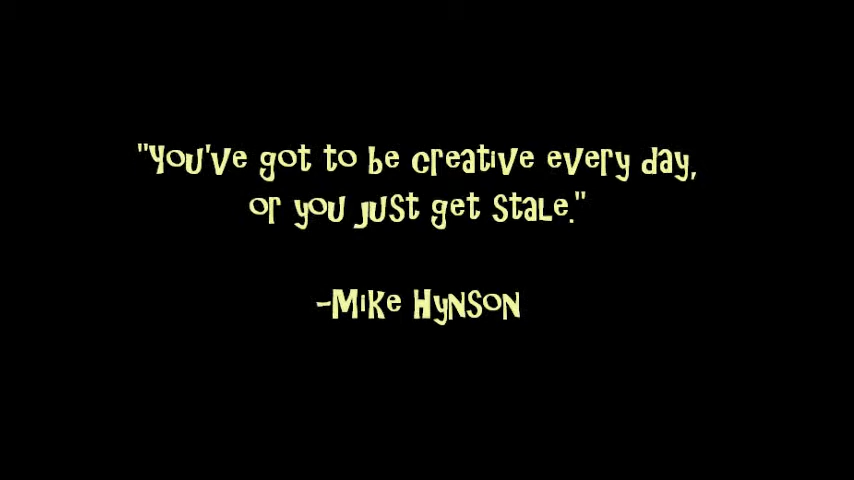 "You've got to be creative every day,
or you just get stale."
-Mike Hynson